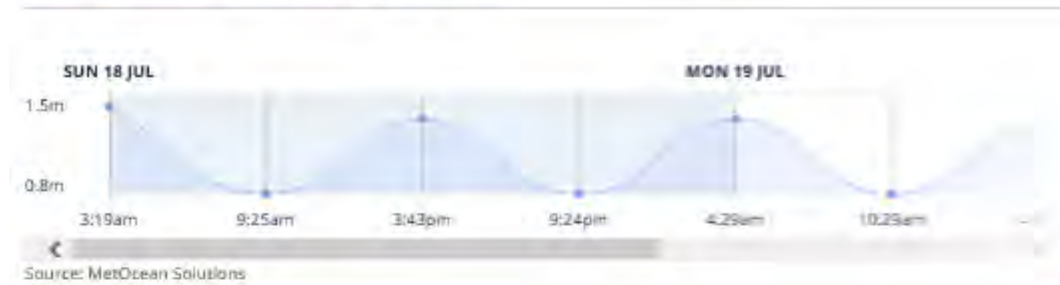 SUN 18 JUL MON 19 JUL
1.5m
0.8m
3:19am 9:25am 3:43pm 9:24pm 4:29am 10:29am
Source: MetOcean Solutions